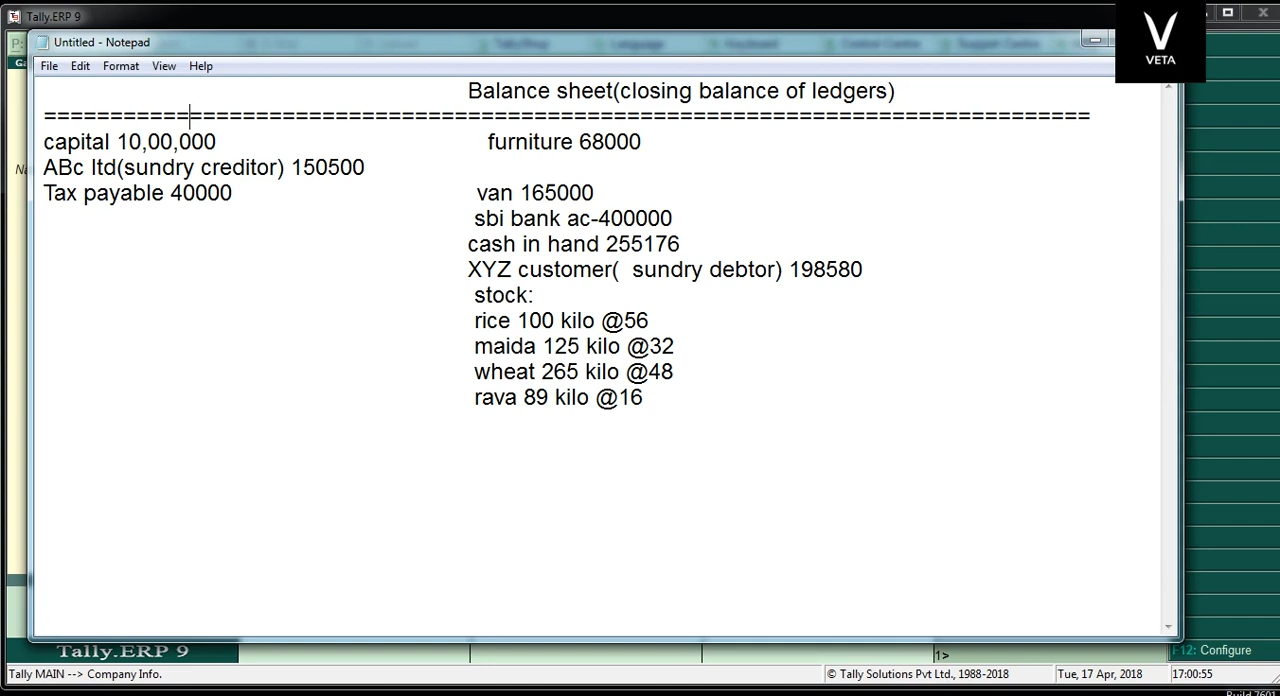 Tally.ERP 9
Untitled - Notepad
VETA
File Edit Format View Help
Balance sheet(closing balance of ledgers)
================================================================================
capital 10,00,000 furniture 68000
ABc ltd(sundry creditor) 150500
Tax payable 40000 van 165000
sbi bank ac-400000
cash in hand 255176
XYZ customer( sundry debtor) 198580
stock:
rice 100 kilo @56
maida 125 kilo @32
wheat 265 kilo @48
rava 89 kilo @16
Tally.ERP 9
1>
F12: Configure
Tally MAIN --> Company Info. © Tally Solutions Pvt Ltd., 1988-2018 Tue, 17 Apr, 2018 17:00:55